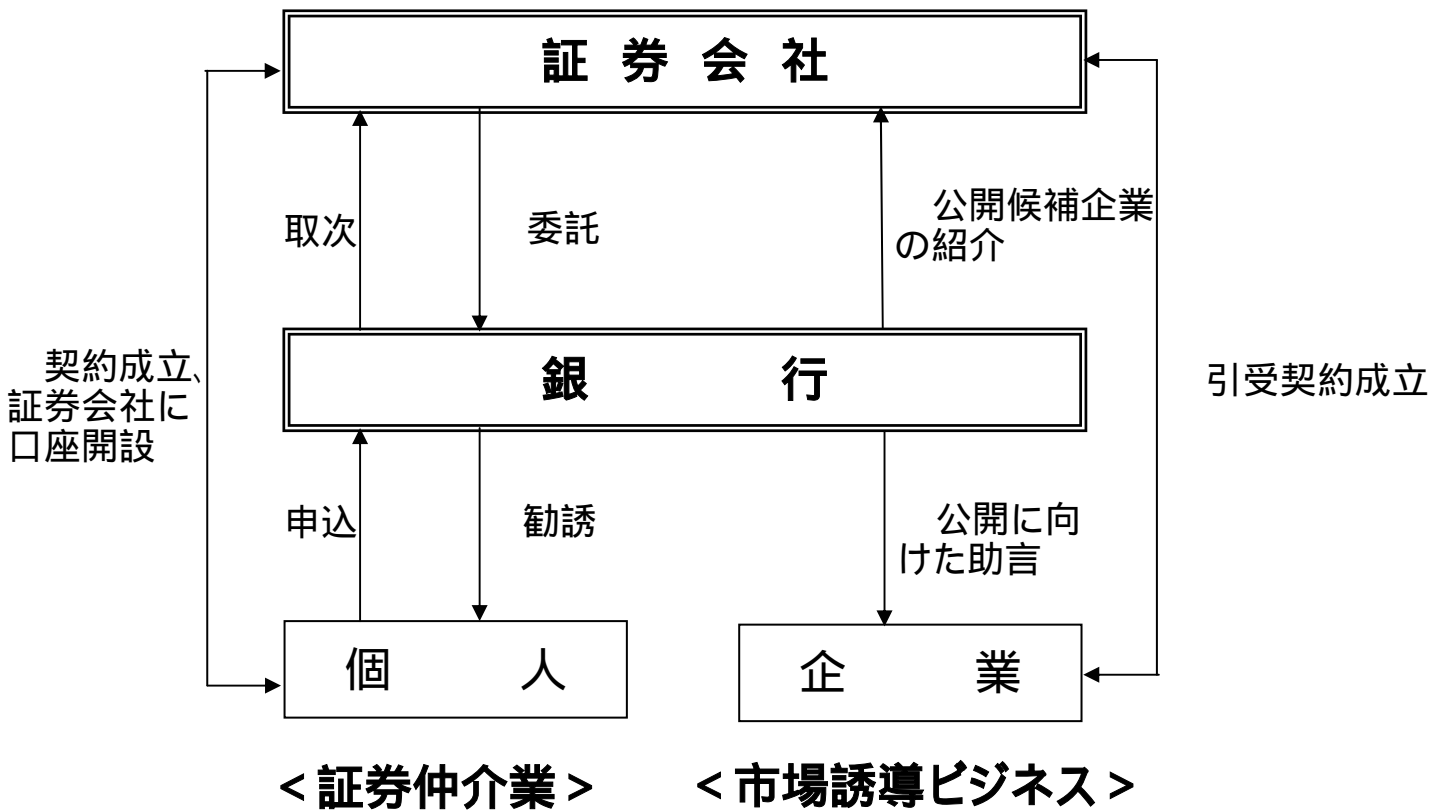 証 券 会 社
取次
委託
公開候補企業
の紹介
契約成立、
証券会社に
口座開設
銀 行
引受契約成立
申込
勧誘
公開に向
けた助言
個 人
企 業
<証券仲介業>
<市場誘導ビジネス>